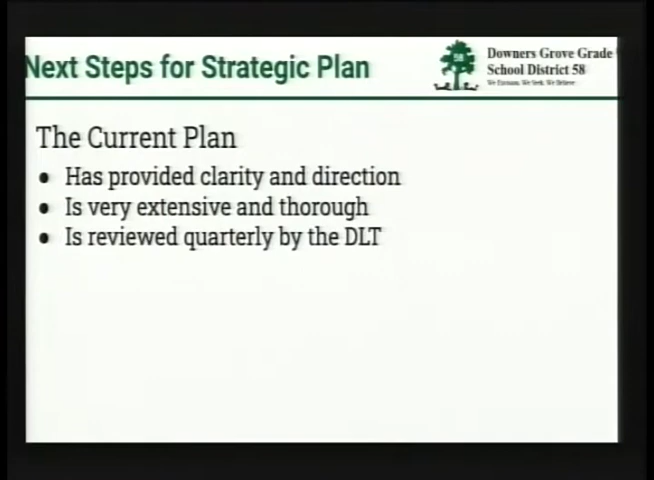 Next Steps for Strategic Plan
58
Downers Grove Grade
School District 58
The Current Plan
• Has provided clarity and direction
• Is very extensive and thorough
• Is reviewed quarterly by the DLT